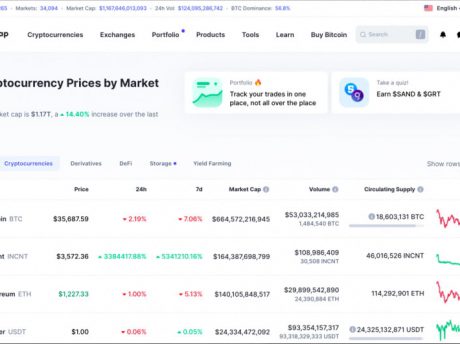 Markets: 34,094 • Market Cap: $1,167,646,013,093 • 24h Vol: $124,095,286,742 • BTC Dominance: 56.8% English
Cryptocurrencies Exchanges Portfolio Products Tools Learn Buy Bitcoin Search /
ptocurrency Prices by Market
Portfolio 🔥
Track your trades in one
place, not all over the place
Take a quiz!
Earn $SAND & $GRT
rket cap is $1.17T, a 14.40% increase over the last
Cryptocurrencies Derivatives DeFi Storage Yield Farming Show rows
Price 24h 7d Market Cap Volume Circulating Supply
in BTC $35,687.59 2.19% 7.06% $664,572,216,945 $53,033,214,985 18,603,131 BTC
1,484,540 BTC
nt INCNT $3,572.36 3384417.88% 5341210.16% $164,387,698,799 $108,986,409 46,016,526 INCNT
30,508 INCNT
reum ETH $1,227.33 1.00% 5.13% $140,105,848,517 $29,899,542,890 114,292,901 ETH
24,390,884 ETH
er USDT $1.00 0.06% 0.05% $24,334,472,092 $93,354,157,317 24,325,132,871 USDT
93,318,329,333 USDT